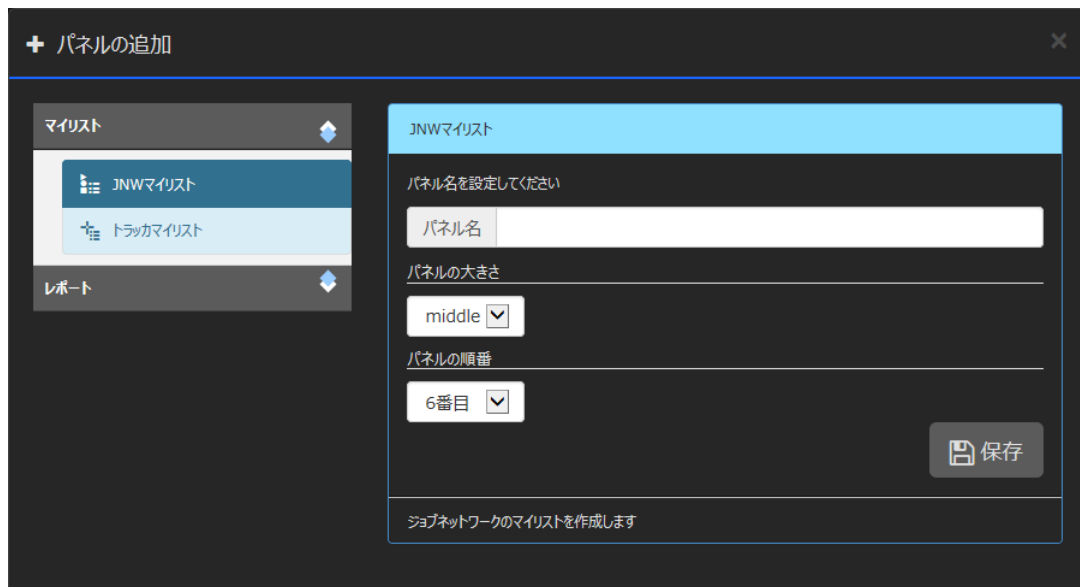 パネルの追加
マイリスト
JNWマイリスト
トラッカマイリスト
レポート
JNWマイリスト
パネル名を設定してください
パネル名
パネルの大きさ
middle
パネルの順番
6番目
保存
ジョブネットワークのマイリストを作成します